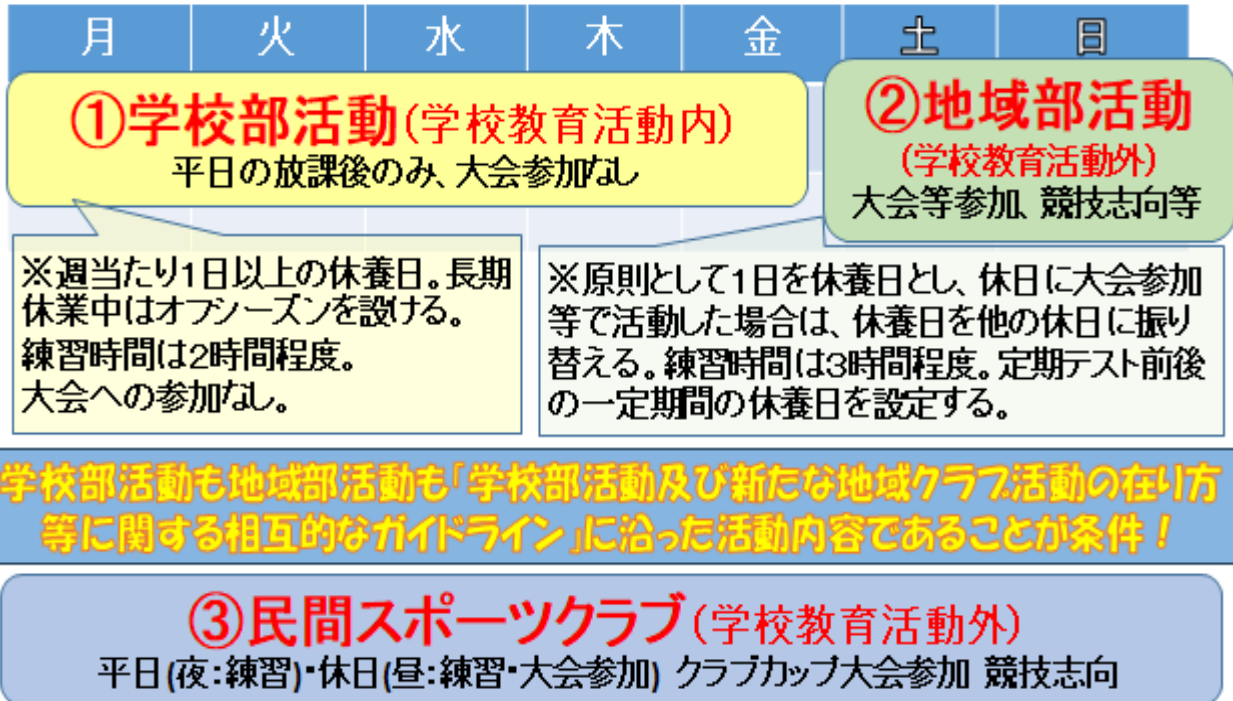 月 火 水 木 金 土 日
①学校部活動(学校教育活動内)
平日の放課後のみ、大会参加なし
②地域部活動
(学校教育活動外)
大会等参加、競技志向等
※週当たり1日以上の休養日。長期
休業中はオフシーズンを設ける。
練習時間は2時間程度。
大会への参加なし。
※原則として1日を休養日とし、休日に大会参加
等で活動した場合は、休養日を他の休日に振り
替える。練習時間は3時間程度。定期テスト前後
の一定期間の休養日を設定する。
学校部活動も地域部活動も「学校部活動及び新たな地域クラブ活動の在り方
等に関する相互的なガイドライン」に沿った活動内容であることが条件！
③民間スポーツクラブ(学校教育活動外)
平日(夜:練習)・休日(昼:練習・大会参加) クラブカップ大会参加 競技志向